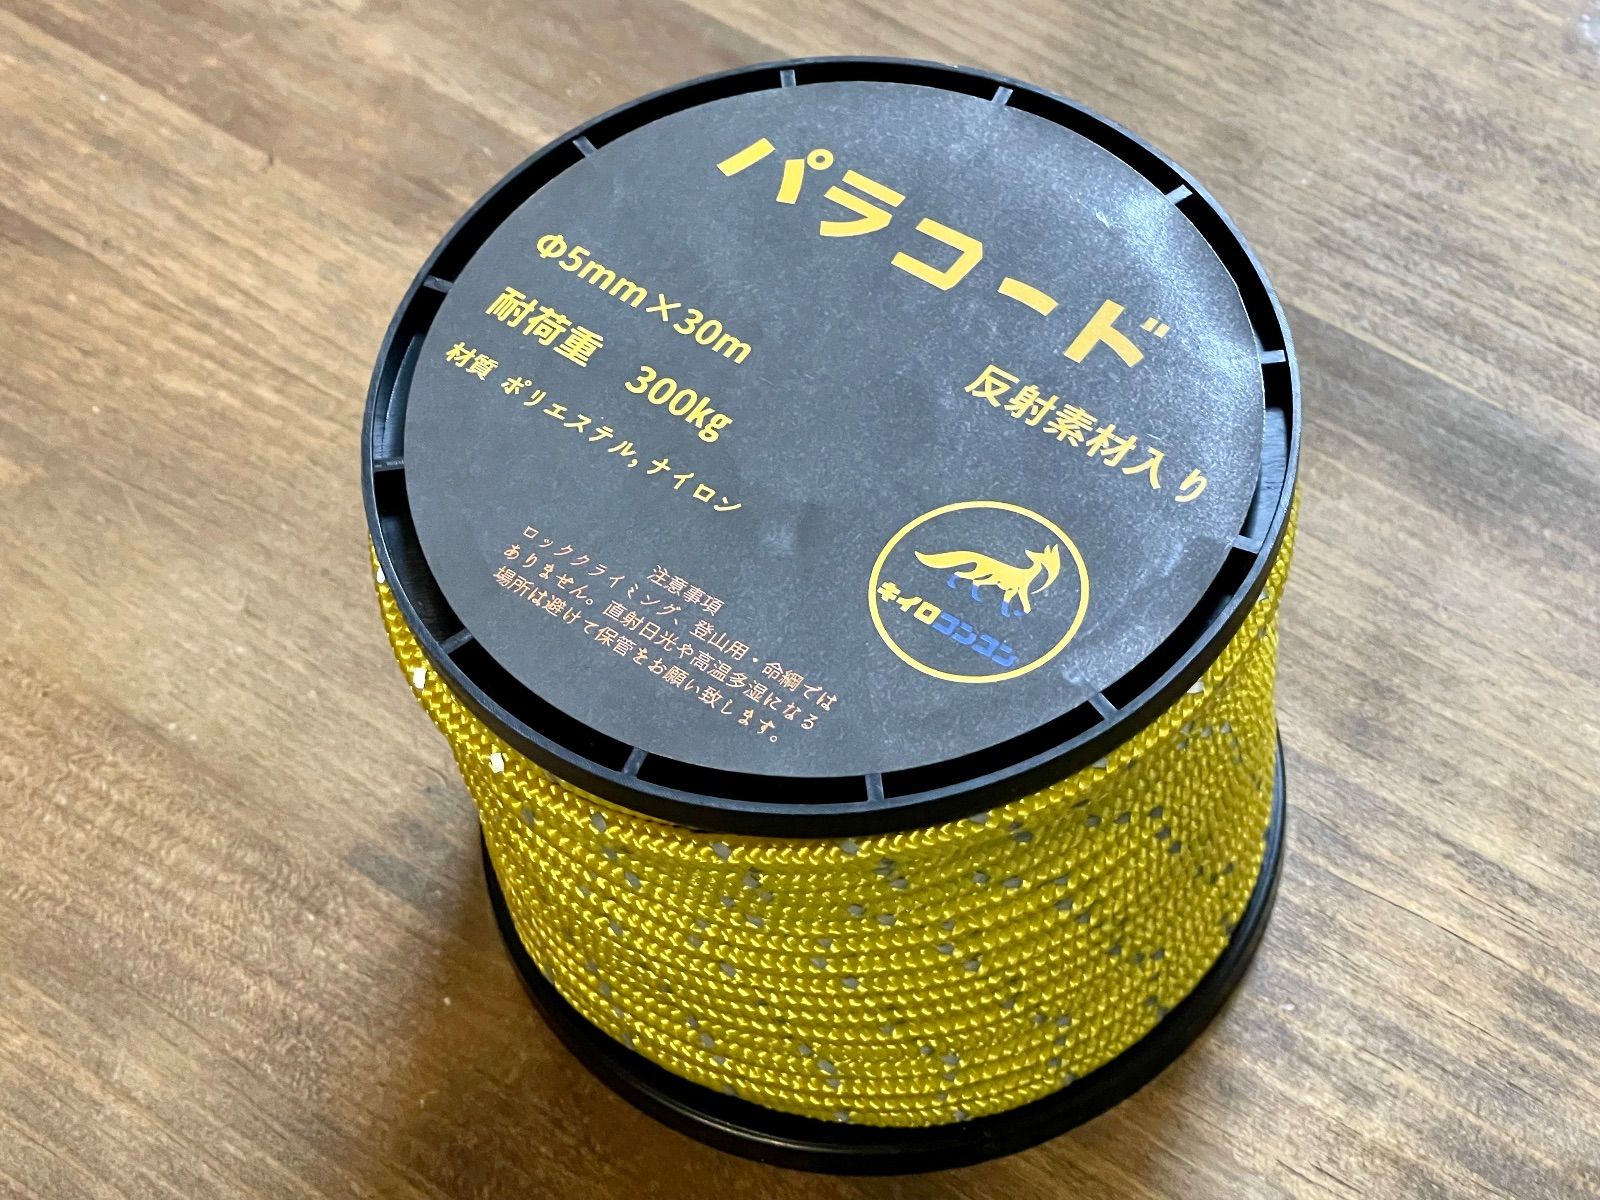 パラコード
反射素材入り
Φ5mm×30m
耐荷重 300kg
材質 ポリエステル,ナイロン
注意事項
ロッククライミング、登山用・命綱では
ありません。直射日光や高温多湿になる
場所は避けて保管をお願い致します。
キイロコンコン